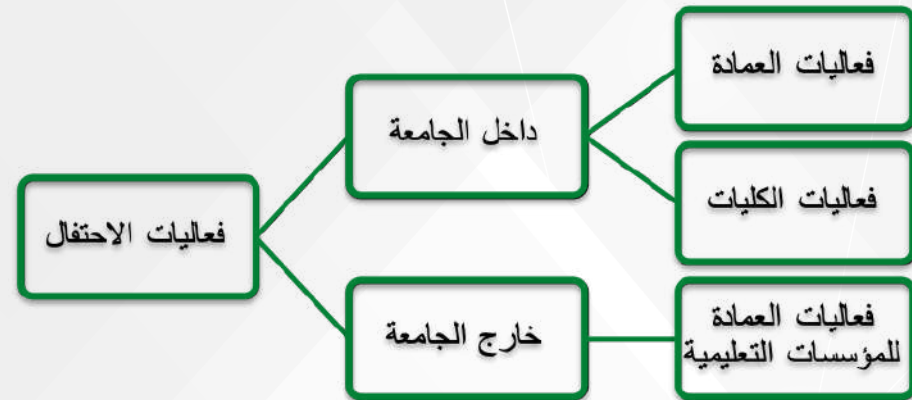 فعاليات الاحتفال
داخل الجامعة
فعاليات العمادة
فعاليات الكليات
خارج الجامعة
فعاليات العمادة
للمؤسسات التعليمية